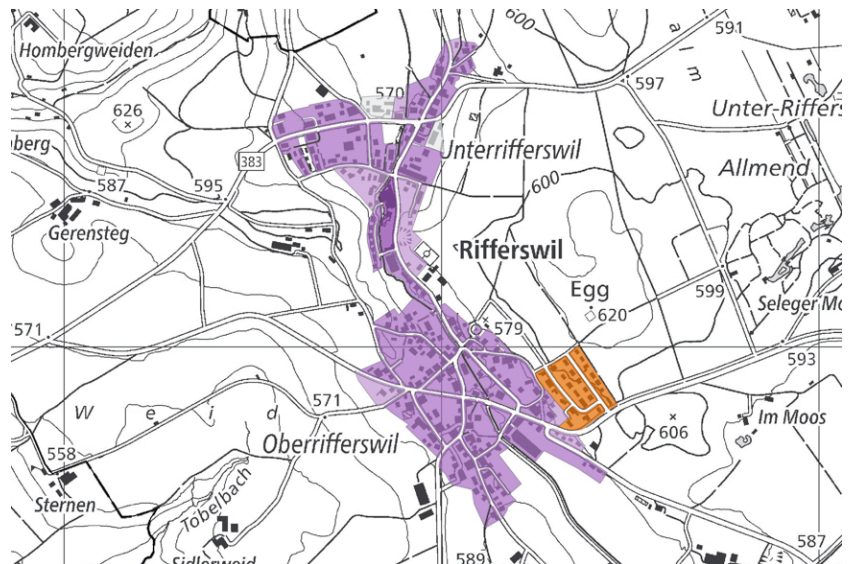 Hombergweiden
600
591
570
597
a
l
m
Unter-Riffers
626
383
Unterrifferswil
Allmend
berg
587
595
600
Gerensteg
Rifferswil
Egg
620
599
Seleger Mo
571
579
593
W e i d
571
Oberrifferswil
606
Im Moos
558
Sternen
Tobelbach
587
Sidlerweid
589